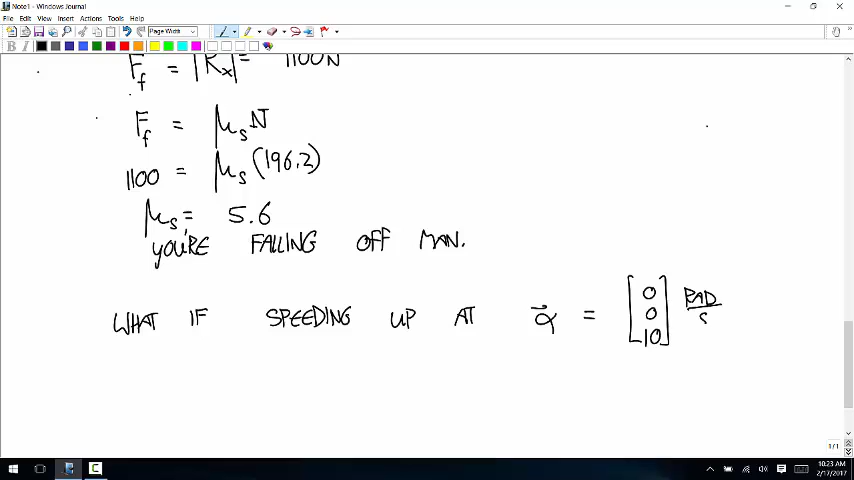 Note1 - Windows Journal
File Edit View Insert Actions Tools Help
Page Width
B I
F_f = |R_x| = 1100N
F_f = μ_s N
1100 = μ_s (196.2)
μ_s = 5.6
YOU'RE FALLING OFF MAN.
WHAT IF SPEEDING UP AT α⃗ = [0 0 10] RAD/S
1/1
10:23 AM
2/17/2017